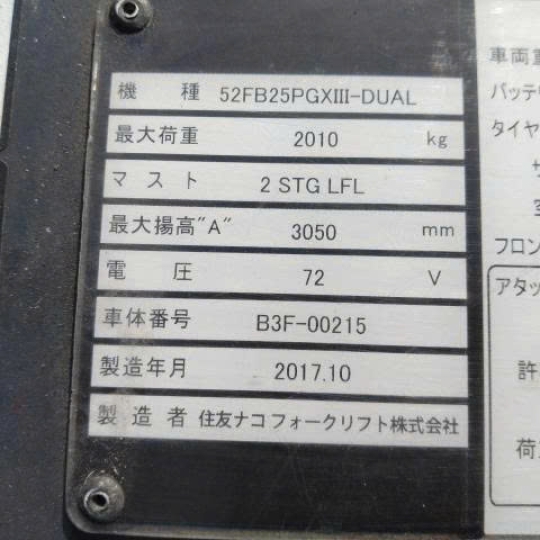 機 種 52FB25PGXIII-DUAL
最大荷重 2010 kg
マスト 2 STG LFL
最大揚高"A" 3050 mm
電 圧 72 V
車体番号 B3F-00215
製造年月 2017.10
製造者 住友ナコ フォークリフト株式会社
車両重
バッテ
タイヤ
フロン
アタッ
許
荷